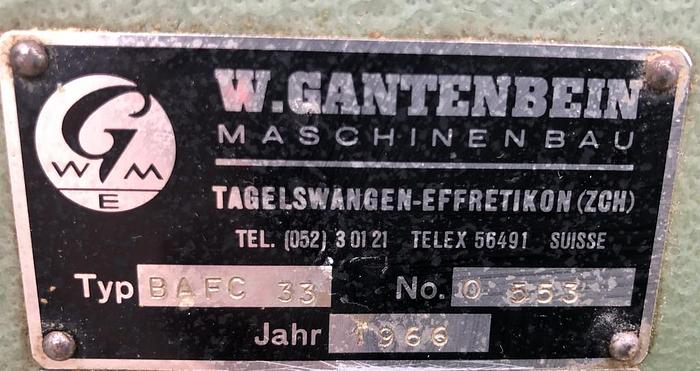 G
W M
E
W. GANTENBEIN
MASCHINENBAU
TAGELSWANGEN-EFFRETIKON (ZCH)
TEL. (052) 3 01 21 TELEX 56491 SUISSE
Typ BAFC 33 No. 0 553
Jahr 1966